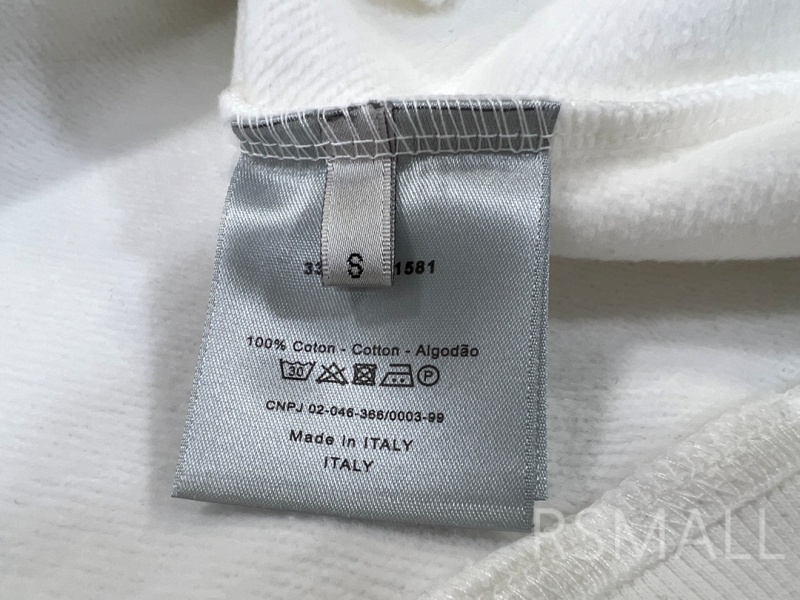 S
33 1581
100% Coton - Cotton - Algodão
30 P
CNPJ 02-046-366/0003-99
Made in ITALY
ITALY
RSMALL